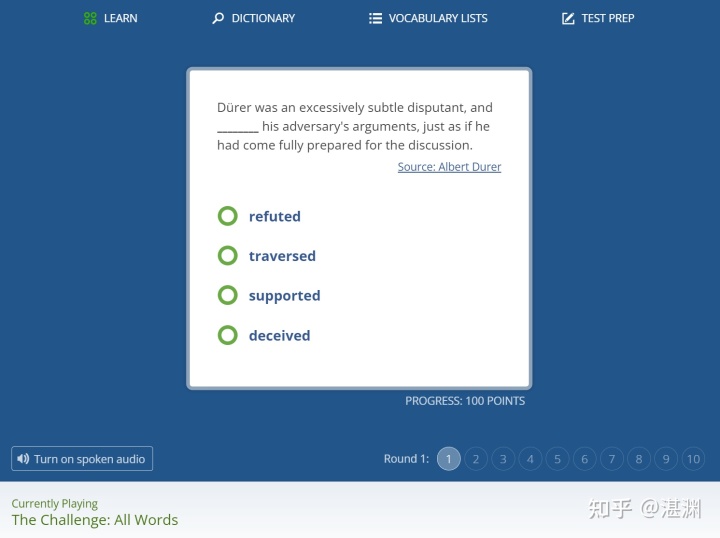 LEARN DICTIONARY VOCABULARY LISTS TEST PREP
Dürer was an excessively subtle disputant, and
________ his adversary's arguments, just as if he
had come fully prepared for the discussion.
Source: Albert Durer
refuted
traversed
supported
deceived
PROGRESS: 100 POINTS
Turn on spoken audio
Round 1: 1 2 3 4 5 6 7 8 9 10
Currently Playing
The Challenge: All Words
知乎 @湛渊